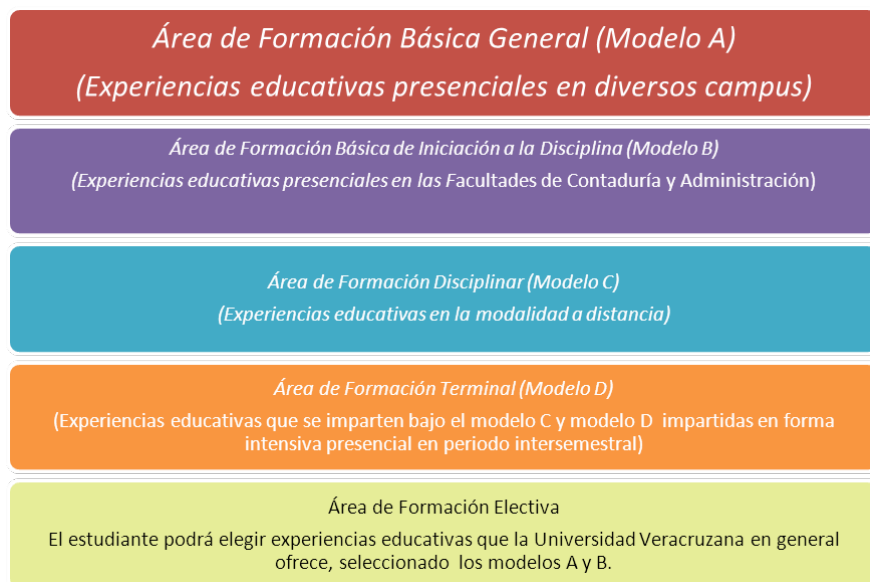 Área de Formación Básica General (Modelo A)
(Experiencias educativas presenciales en diversos campus)
Área de Formación Básica de Iniciación a la Disciplina (Modelo B)
(Experiencias educativas presenciales en las Facultades de Contaduría y Administración)
Área de Formación Disciplinar (Modelo C)
(Experiencias educativas en la modalidad a distancia)
Área de Formación Terminal (Modelo D)
(Experiencias educativas que se imparten bajo el modelo C y modelo D impartidas en forma
intensiva presencial en periodo intersemestral)
Área de Formación Electiva
El estudiante podrá elegir experiencias educativas que la Universidad Veracruzana en general
ofrece, seleccionado los modelos A y B.